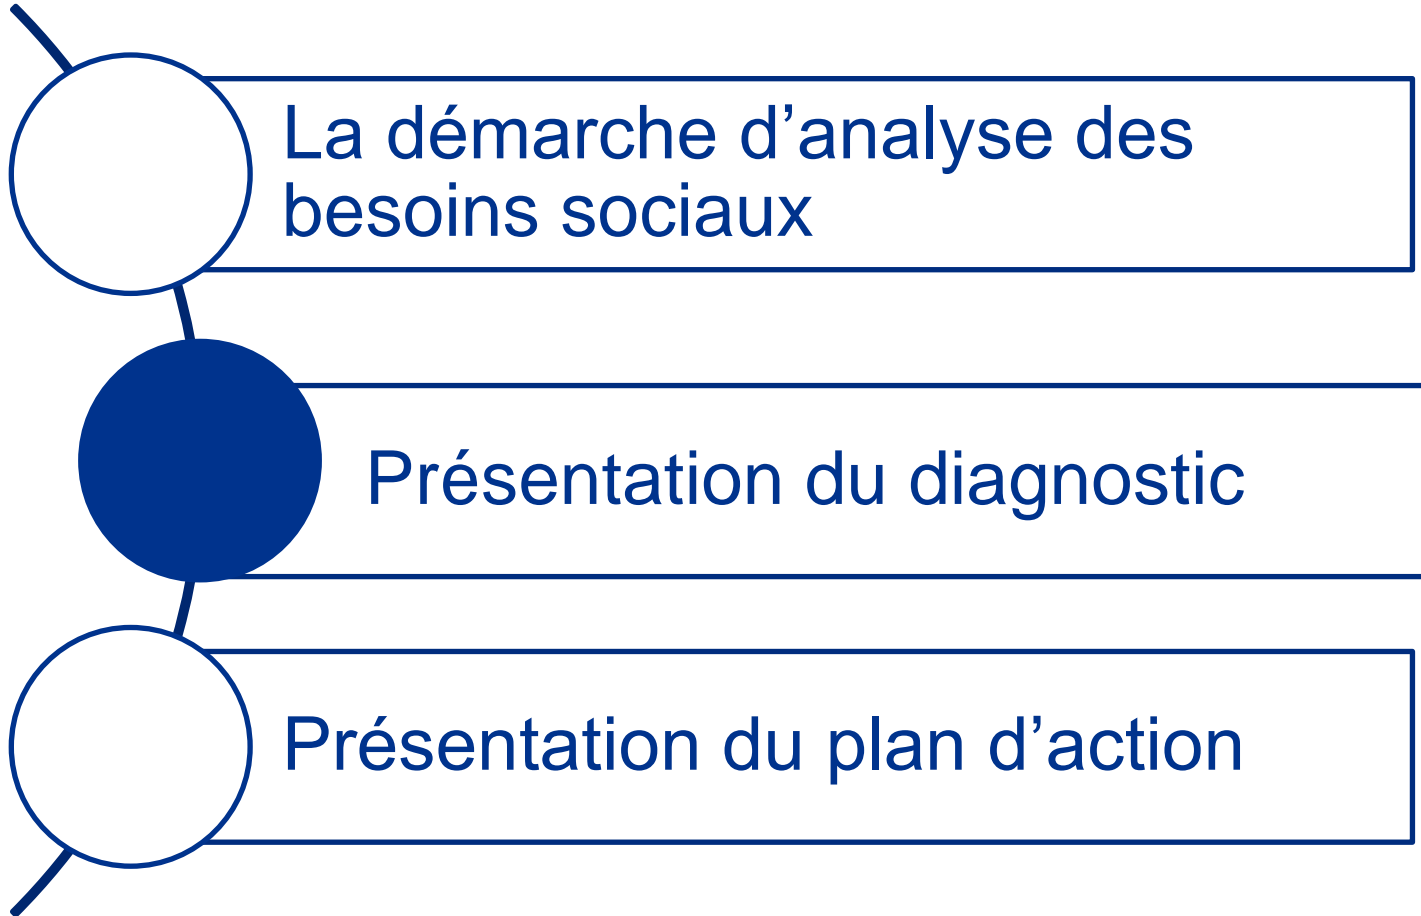 La démarche d’analyse des
besoins sociaux
Présentation du diagnostic
Présentation du plan d’action